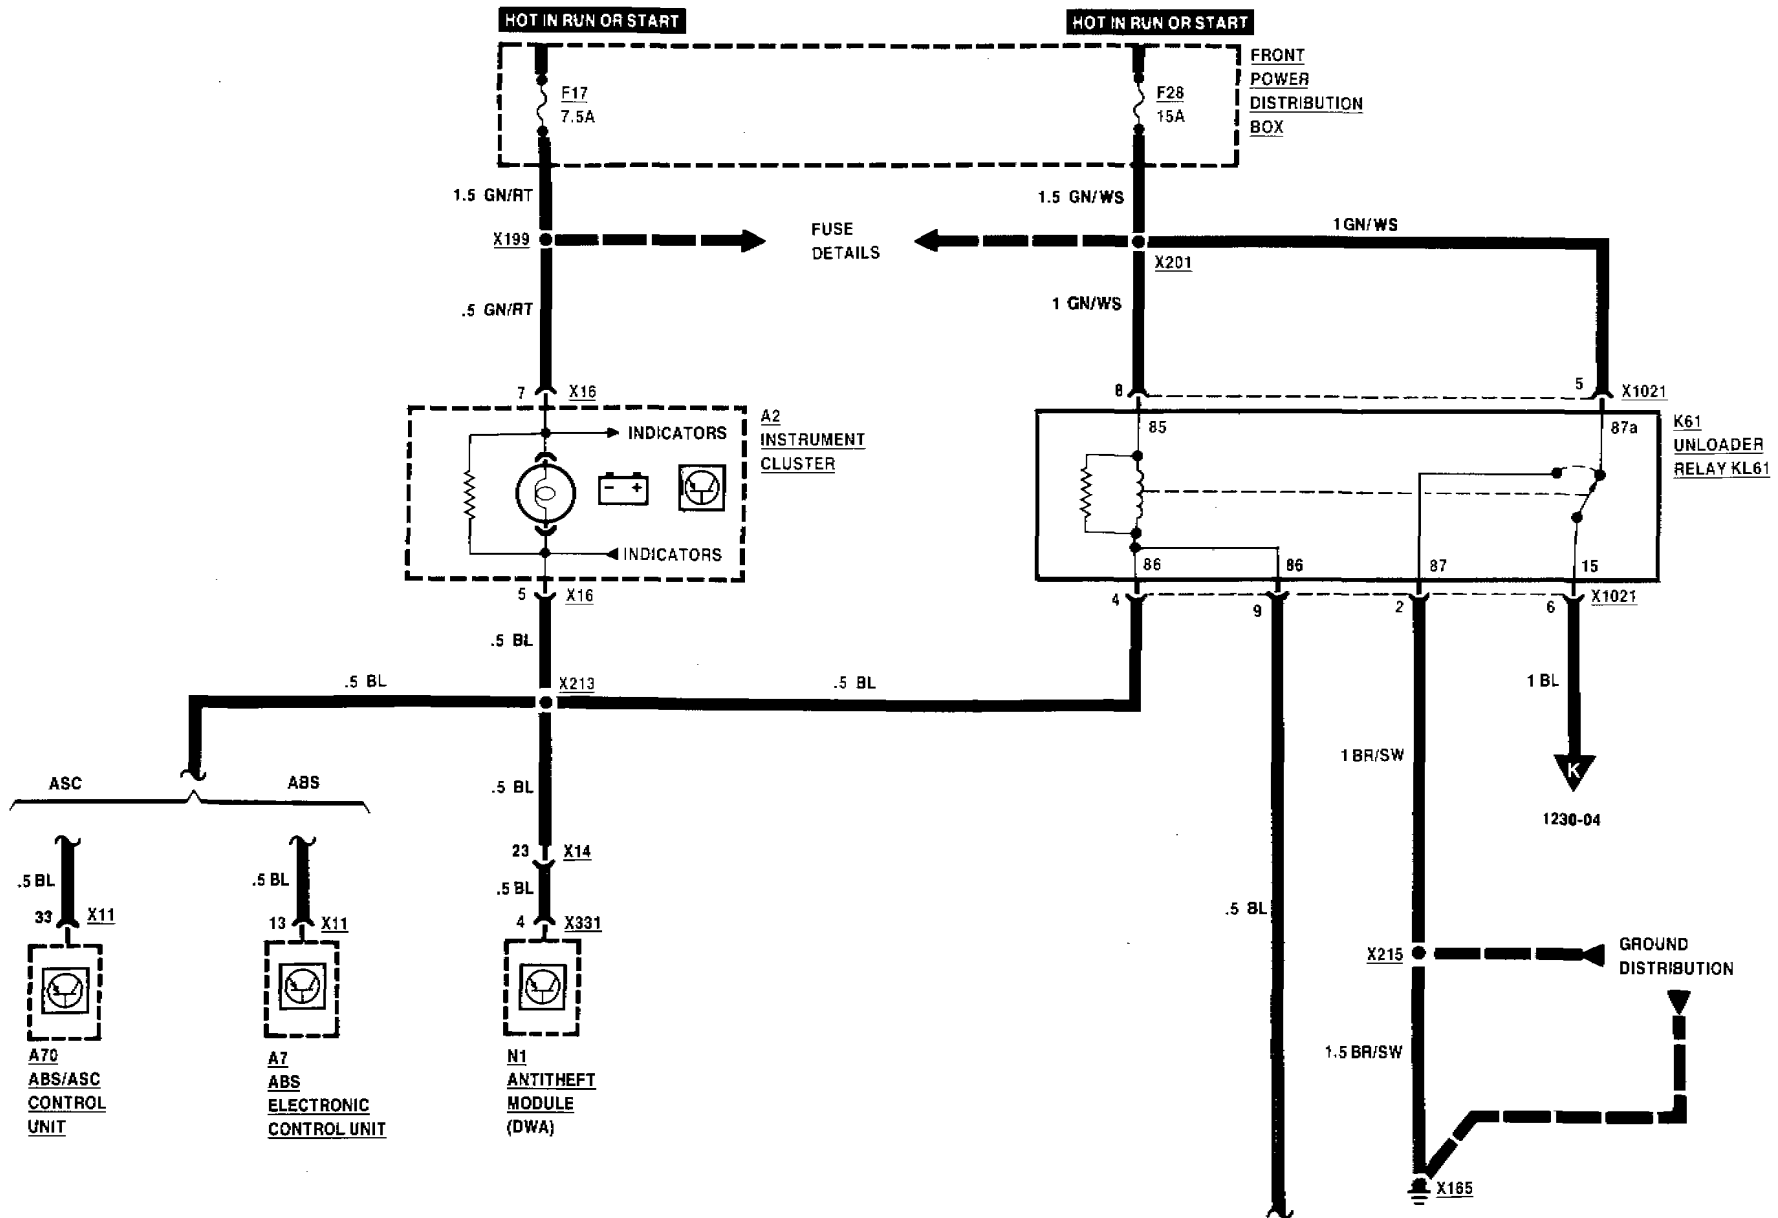 HOT IN RUN OR START
HOT IN RUN OR START
F17
7.5A
F28
15A
FRONT
POWER
DISTRIBUTION
BOX
1.5 GN/RT
1.5 GN/WS
X199
FUSE
DETAILS
1 GN/WS
X201
.5 GN/RT
1 GN/WS
7 X16
8
5 X1021
A2
INSTRUMENT
CLUSTER
INDICATORS
- +
INDICATORS
85
87a
K61
UNLOADER
RELAY KL61
86
86
87
15
5 X16
4
9
2
6 X1021
.5 BL
.5 BL
X213
.5 BL
1 BL
ASC
ABS
.5 BL
1 BR/SW
K
1230-04
23 X14
.5 BL
.5 BL
.5 BL
.5 BL
33 X11
13 X11
4 X331
X215
GROUND
DISTRIBUTION
A70
ABS/ASC
CONTROL
UNIT
A7
ABS
ELECTRONIC
CONTROL UNIT
N1
ANTITHEFT
MODULE
(DWA)
1.5 BR/SW
X165